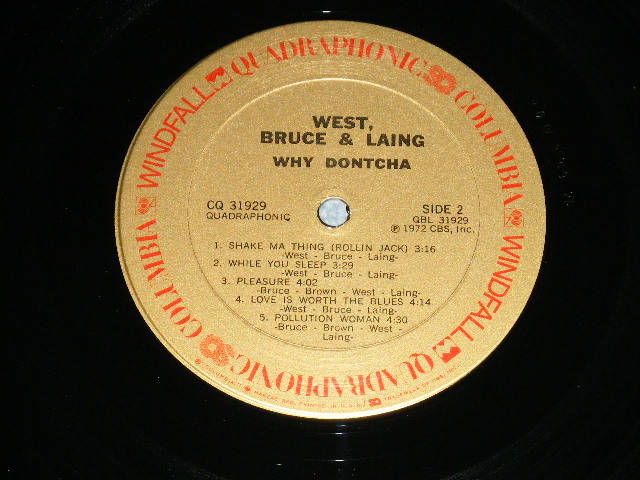 WINDFALL QUADRAPHONIC SQ COLUMBIA WINDFALL QUADRAPHONIC SQ COLUMBIA
WEST,
BRUCE & LAING
WHY DONTCHA
CQ 31929
QUADRAPHONIC
SIDE 2
QBL 31929
℗ 1972 CBS, Inc.
1. SHAKE MA THING (ROLLIN JACK) 3:16
-West - Bruce - Laing-
2. WHILE YOU SLEEP 3:29
-West - Bruce - Laing-
3. PLEASURE 4:02
-Bruce - Brown - West - Laing-
4. LOVE IS WORTH THE BLUES 4:14
-West - Bruce - Laing-
5. POLLUTION WOMAN 4:30
-Bruce - Brown - West -
Laing-